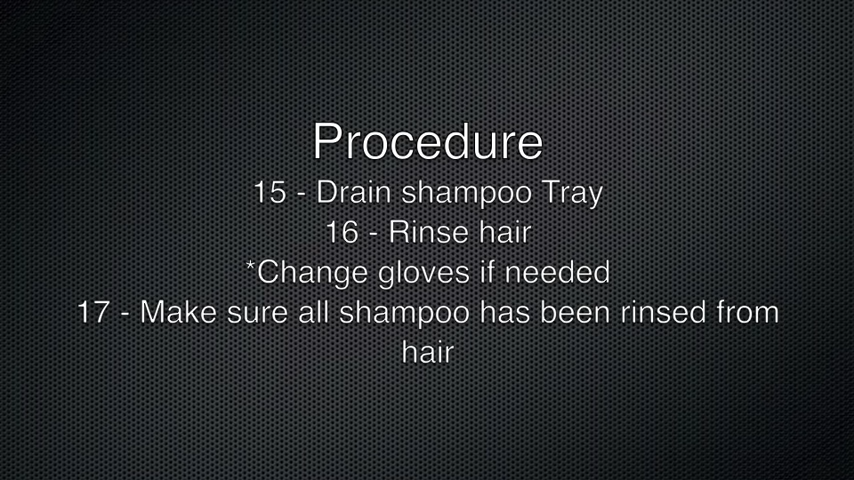 Procedure
15 - Drain shampoo Tray
16 - Rinse hair
*Change gloves if needed
17 - Make sure all shampoo has been rinsed from
hair